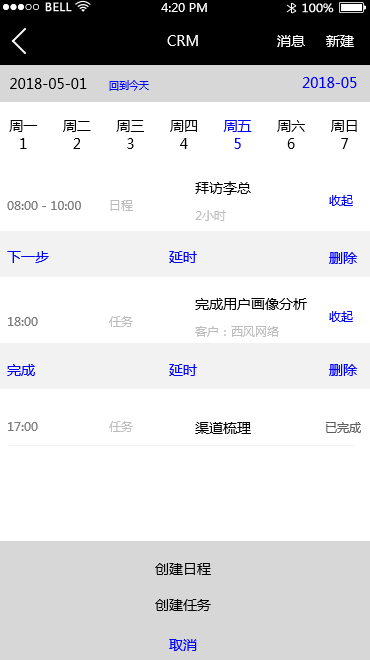 BELL 4:20 PM 100%
CRM 消息 新建
2018-05-01 回到今天 2018-05
周一 周二 周三 周四 周五 周六 周日
1 2 3 4 5 6 7
拜访李总
08:00 - 10:00 日程 收起
2小时
下一步 延时 删除
完成用户画像分析
18:00 任务 收起
客户：西风网络
完成 延时 删除
17:00 任务 渠道梳理 已完成
创建日程
创建任务
取消